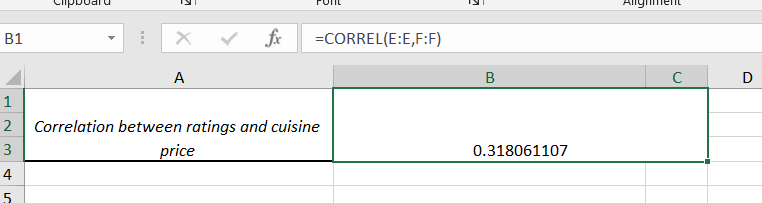 Clipboard Font Alignment
B1 fx =CORREL(E:E,F:F)
A B C D
1
2 Correlation between ratings and cuisine
3 price 0.318061107
4
5